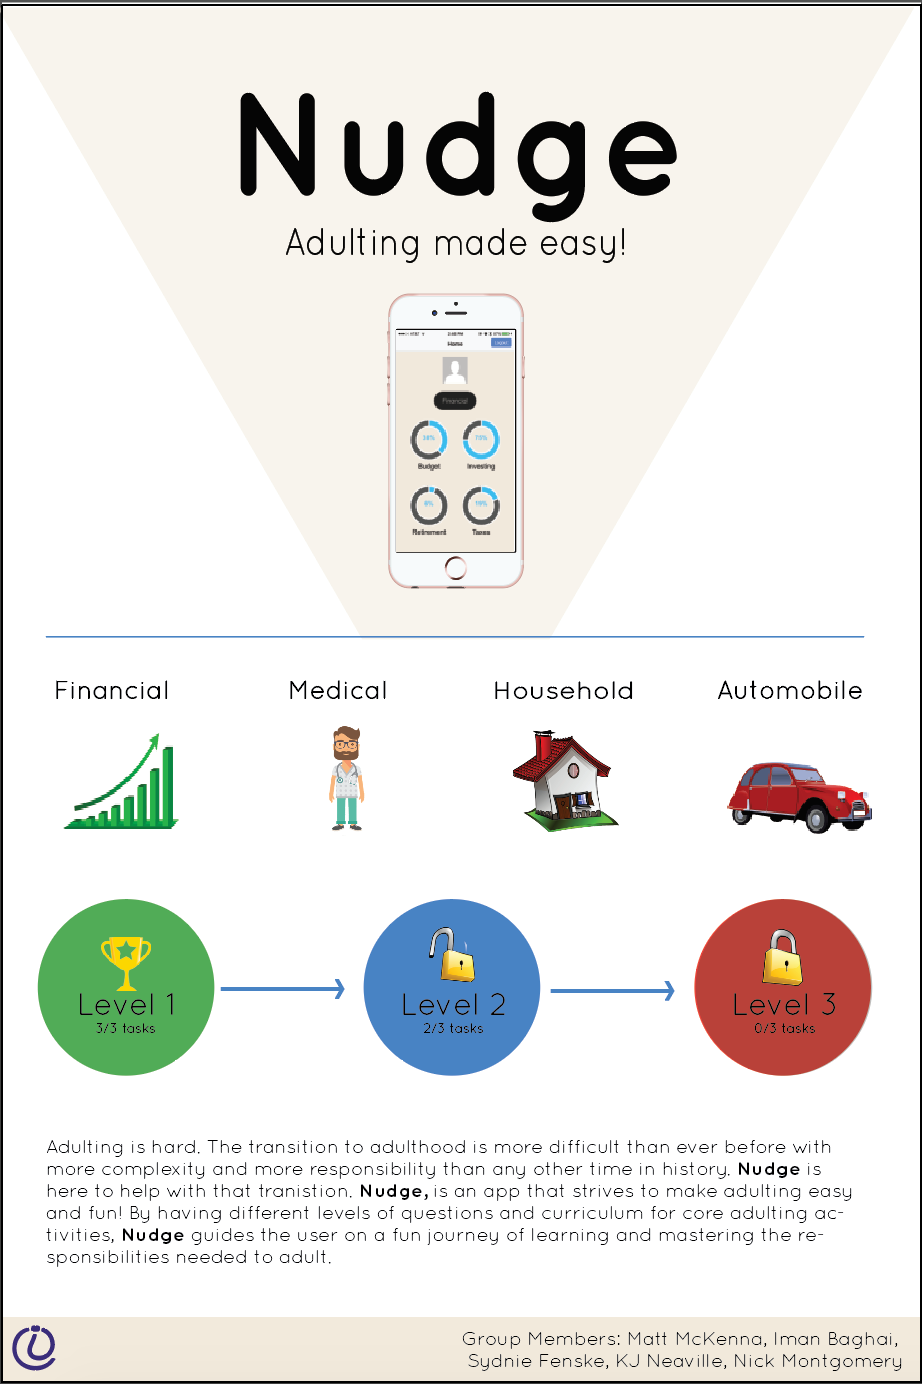 Nudge
Adulting made easy!
Home
Financial
Budget
Investing
Retirement
Taxes
Financial
Medical
Household
Automobile
Level 1
3/3 tasks
Level 2
2/3 tasks
Level 3
0/3 tasks
Adulting is hard. The transition to adulthood is more difficult than ever before with
more complexity and more responsibility than any other time in history. Nudge is
here to help with that tranistion. Nudge, is an app that strives to make adulting easy
and fun! By having different levels of questions and curriculum for core adulting ac-
tivities, Nudge guides the user on a fun journey of learning and mastering the re-
sponsibilities needed to adult.
Group Members: Matt McKenna, Iman Baghai,
Sydnie Fenske, KJ Neaville, Nick Montgomery